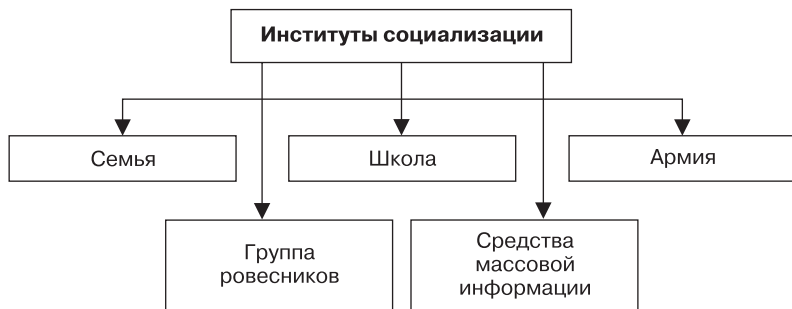 Институты социализации
Семья
Школа
Армия
Группа
ровесников
Средства
массовой
информации